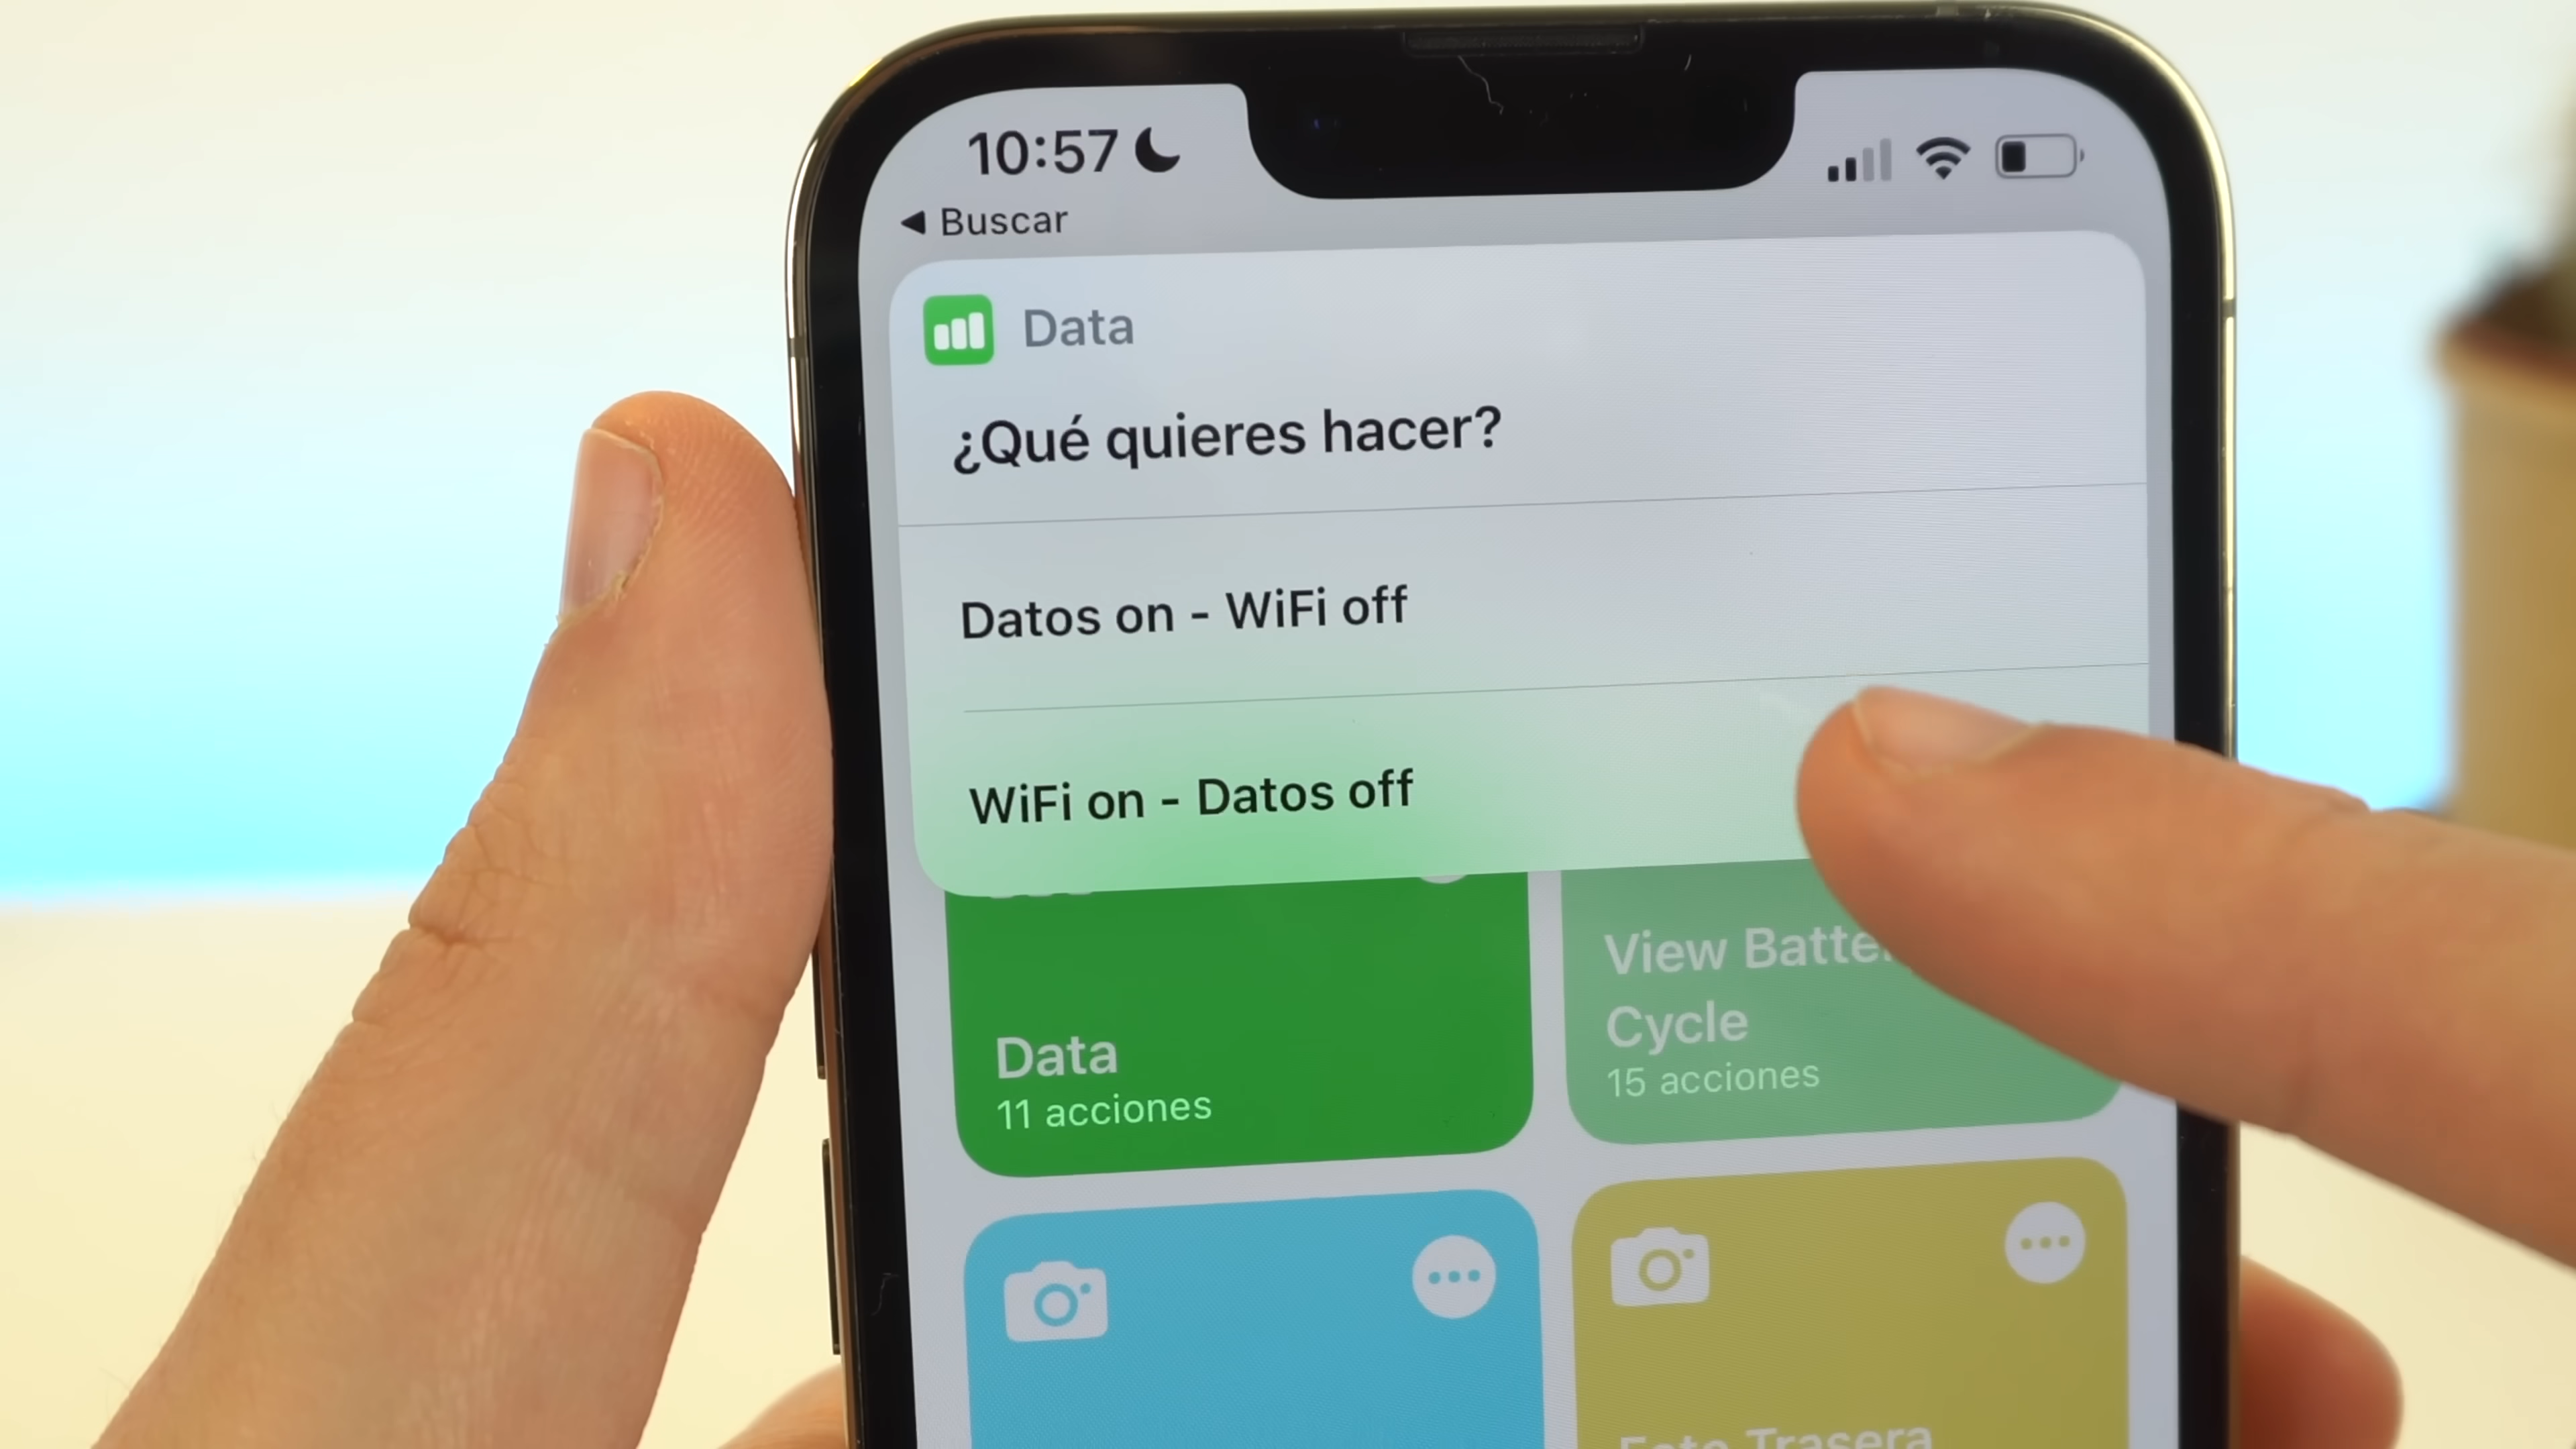 10:57
Buscar
Data
¿Qué quieres hacer?
Datos on - WiFi off
WiFi on - Datos off
Data
11 acciones
View
Cycle
15 acciones
Trasera